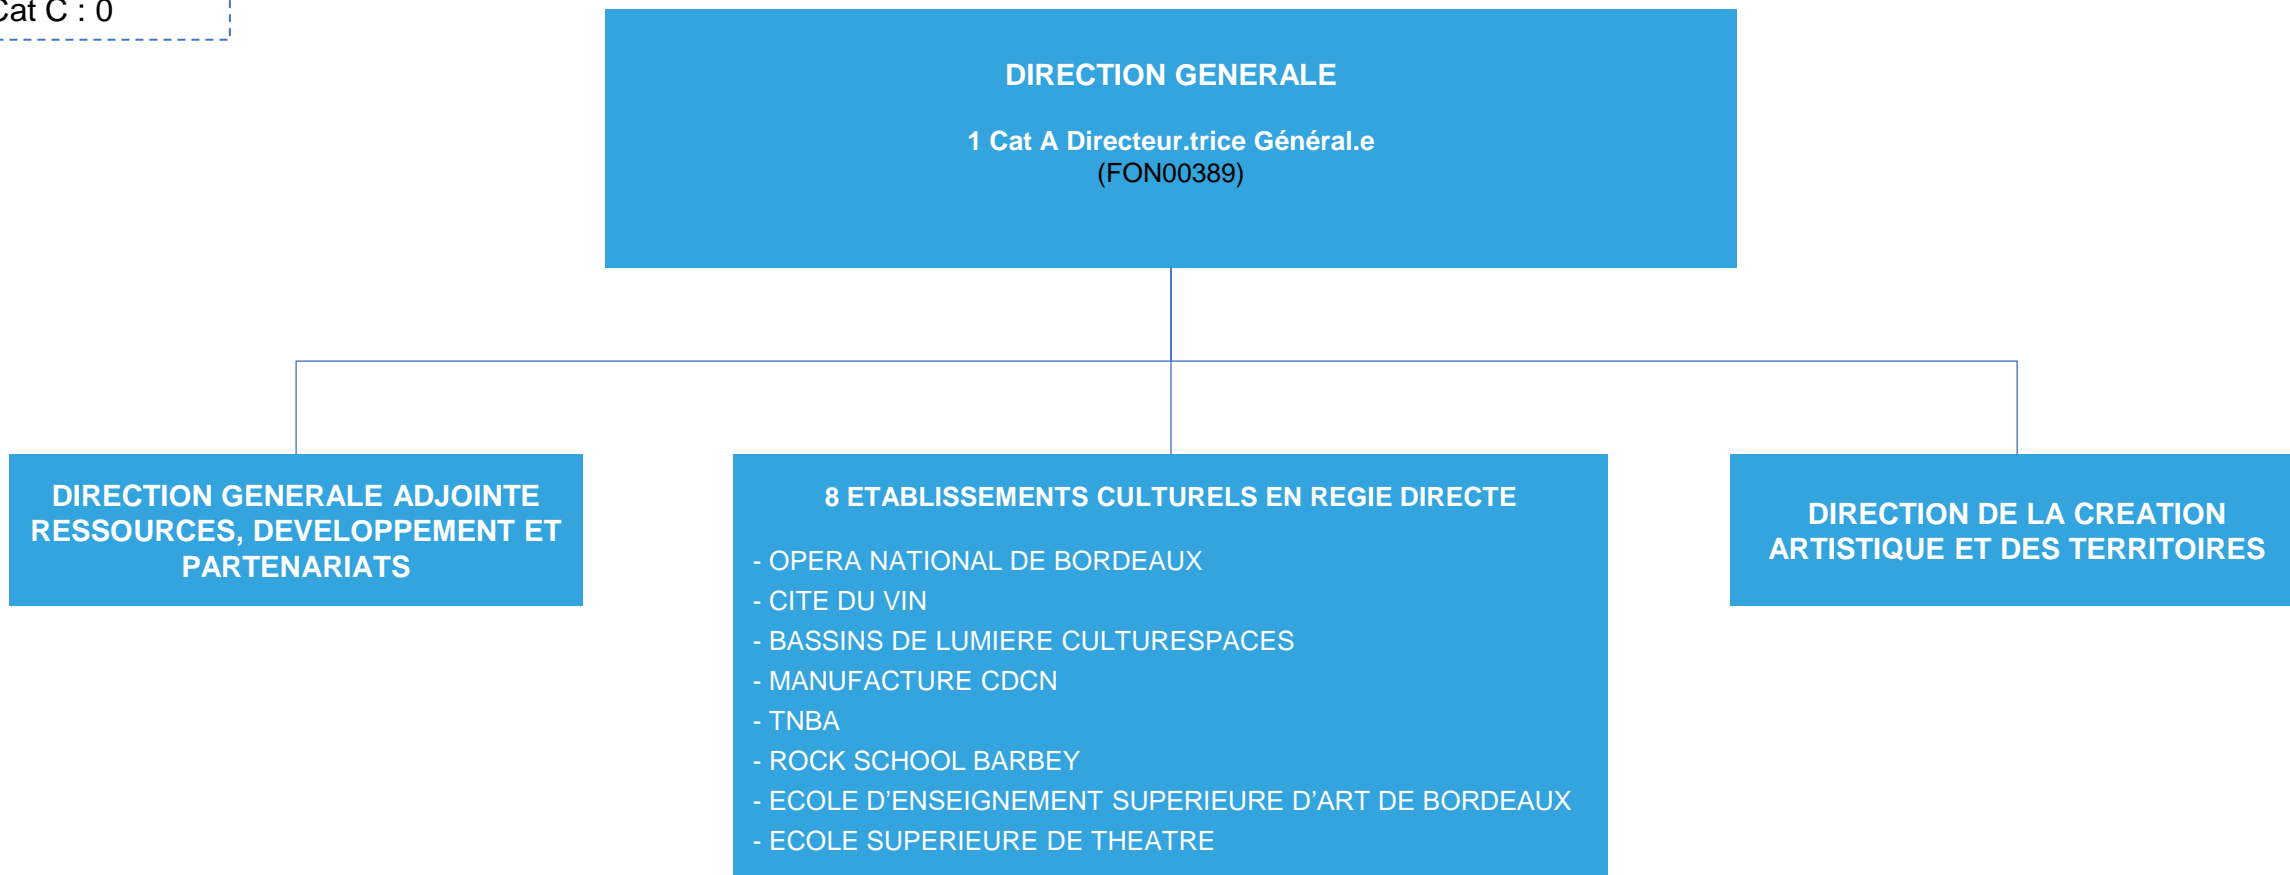 Cat C : 0
DIRECTION GENERALE
1 Cat A Directeur.trice Général.e
(FON00389)
DIRECTION GENERALE ADJOINTE
RESSOURCES, DEVELOPPEMENT ET
PARTENARIATS
8 ETABLISSEMENTS CULTURELS EN REGIE DIRECTE
- OPERA NATIONAL DE BORDEAUX
- CITE DU VIN
- BASSINS DE LUMIERE CULTURESPACES
- MANUFACTURE CDCN
- TNBA
- ROCK SCHOOL BARBEY
- ECOLE D’ENSEIGNEMENT SUPERIEURE D’ART DE BORDEAUX
- ECOLE SUPERIEURE DE THEATRE
DIRECTION DE LA CREATION
ARTISTIQUE ET DES TERRITOIRES